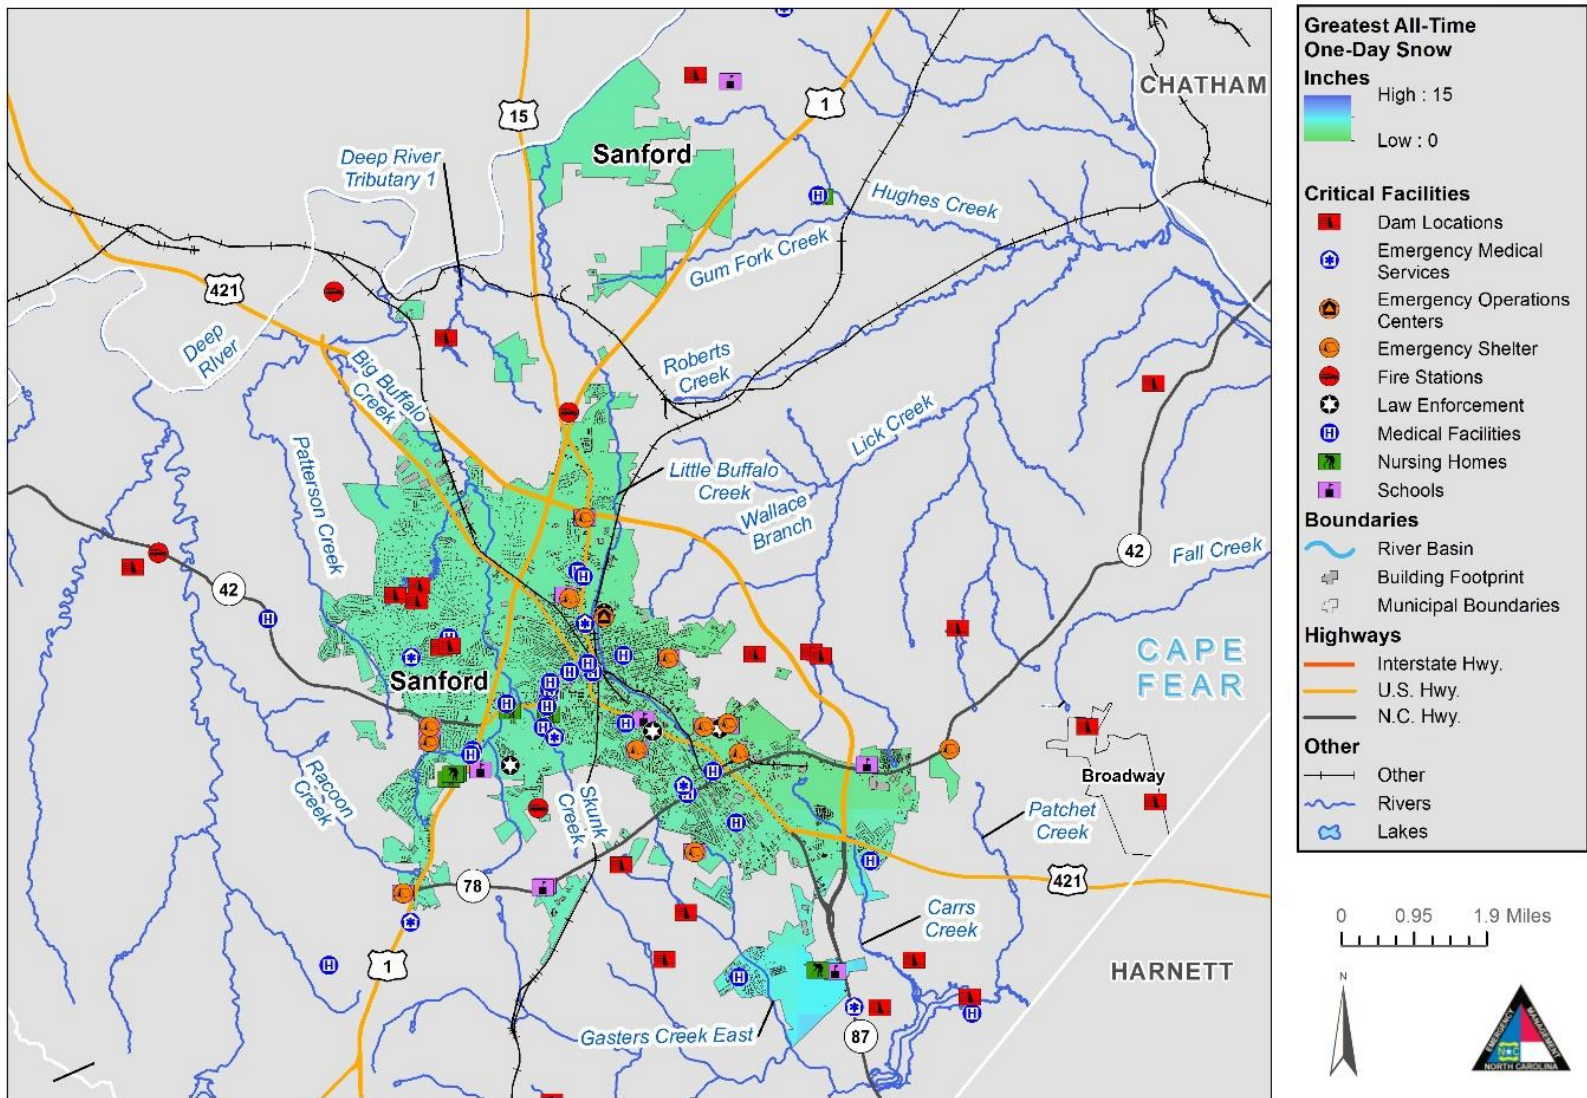 CHATHAM
15
1
Sanford
Deep River
Tributary 1
Hughes Creek
Gum Fork Creek
421
Deep
River
Big Buffalo
Creek
Roberts
Creek
Lick Creek
Patterson Creek
Little Buffalo
Creek
Wallace
Branch
42
Fall Creek
42
CAPE
FEAR
Sanford
Broadway
Racoon
Creek
Skunk
Creek
Patchet
Creek
78
421
Carrs
Creek
1
HARNETT
Gasters Creek East
87
Greatest All-Time
One-Day Snow
Inches
High : 15
Low : 0
Critical Facilities
Dam Locations
Emergency Medical
Services
Emergency Operations
Centers
Emergency Shelter
Fire Stations
Law Enforcement
Medical Facilities
Nursing Homes
Schools
Boundaries
River Basin
Building Footprint
Municipal Boundaries
Highways
Interstate Hwy.
U.S. Hwy.
N.C. Hwy.
Other
Other
Rivers
Lakes
0 0.95 1.9 Miles
N
EMERGENCY
MANAGEMENT
N C
NORTH CAROLINA